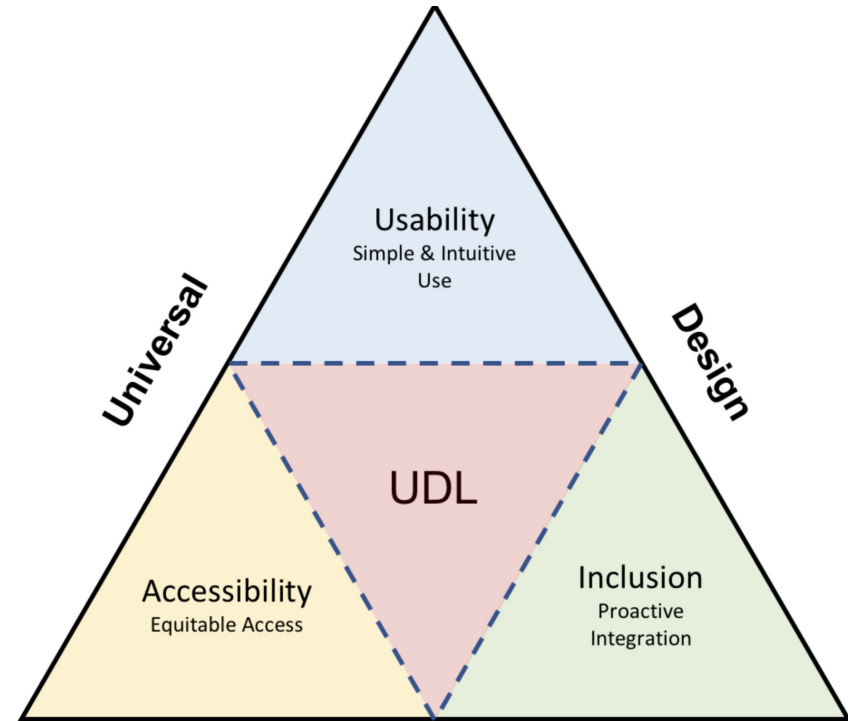 Usability
Simple & Intuitive
Use
Universal
Design
UDL
Accessibility
Equitable Access
Inclusion
Proactive
Integration